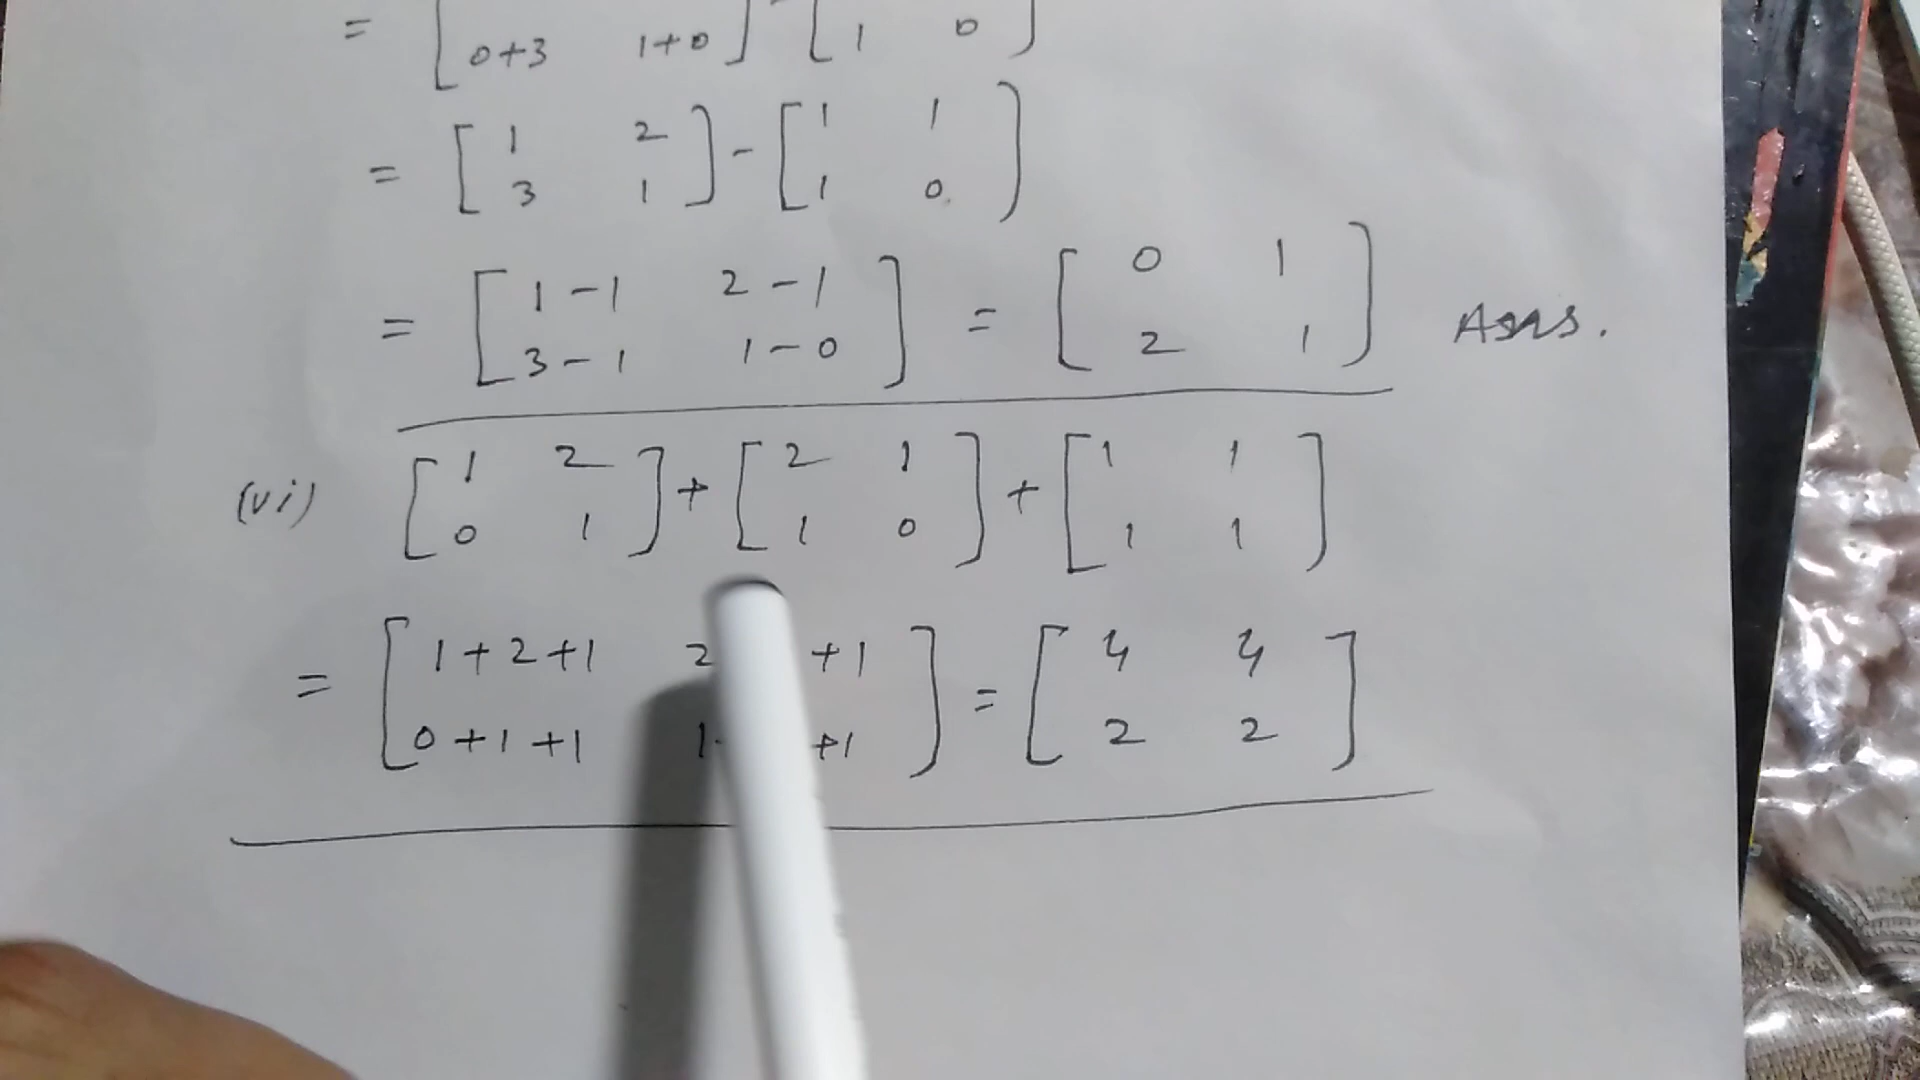 = [ 0+3 1+0 ] - [ 1 0 ]
= [ 1 2
3 1 ] - [ 1 1
1 0 ]
= [ 1-1 2-1
3-1 1-0 ] = [ 0 1
2 1 ] Ans.
(vi) [ 1 2
0 1 ] + [ 2 1
1 0 ] + [ 1 1
1 1 ]
= [ 1+2+1 2 +1
0+1+1 1 +1 ] = [ 4 4
2 2 ]